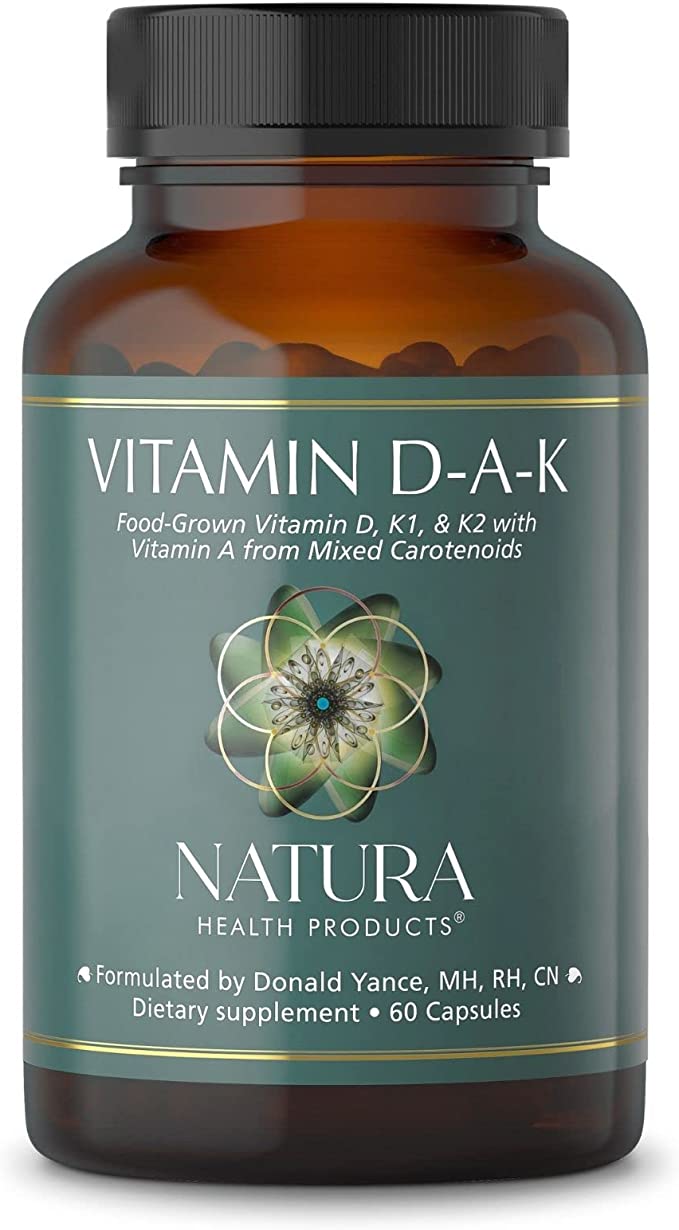 VITAMIN D-A-K
Food-Grown Vitamin D, K1, & K2 with
Vitamin A from Mixed Carotenoids
NATURA
HEALTH PRODUCTS®
Formulated by Donald Yance, MH, RH, CN
Dietary supplement • 60 Capsules